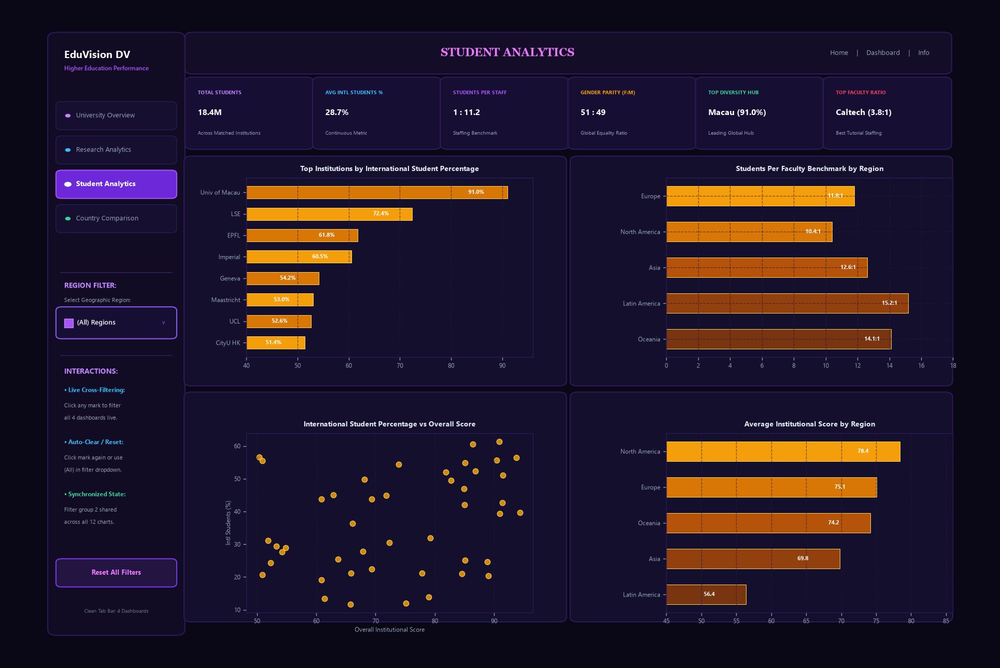 EduVision DV
Higher Education Performance
University Overview
Research Analytics
Student Analytics
Country Comparison
REGION FILTER:
Select Geographic Region:
(All) Regions
v
INTERACTIONS:
• Live Cross-Filtering:
Click any mark to filter
all 4 dashboards live.
• Auto-Clear / Reset:
Click mark again or use
(All) in filter dropdown.
• Synchronized State:
Filter group 2 shared
across all 12 charts.
Reset All Filters
Clean Tab Bar: 4 Dashboards
STUDENT ANALYTICS
Home | Dashboard | Info
TOTAL STUDENTS
18.4M
Across Matched Institutions
AVG INTL STUDENTS %
28.7%
Continuous Metric
STUDENTS PER STAFF
1 : 11.2
Staffing Benchmark
GENDER PARITY (F:M)
51 : 49
Global Equality Ratio
TOP DIVERSITY HUB
Macau (91.0%)
Leading Global Hub
TOP FACULTY RATIO
Caltech (3.8:1)
Best Tutorial Staffing
Top Institutions by International Student Percentage
Univ of Macau 91.0%
LSE 72.4%
EPFL 61.8%
Imperial 60.5%
Geneva 54.2%
Maastricht 53.0%
UCL 52.6%
CityU HK 51.4%
40 50 60 70 80 90
Students Per Faculty Benchmark by Region
Europe 11.8:1
North America 10.4:1
Asia 12.6:1
Latin America 15.2:1
Oceania 14.1:1
0 2 4 6 8 10 12 14 16 18
International Student Percentage vs Overall Score
Intl Students (%)
60
50
40
30
20
10
50 60 70 80 90
Overall Institutional Score
Average Institutional Score by Region
North America 78.4
Europe 75.1
Oceania 74.2
Asia 69.8
Latin America 56.4
45 50 55 60 65 70 75 80 85